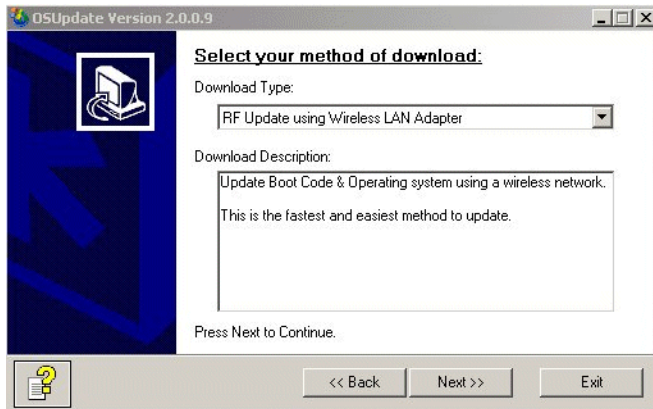 OSUpdate Version 2.0.0.9
Select your method of download:
Download Type:
RF Update using Wireless LAN Adapter
Download Description:
Update Boot Code & Operating system using a wireless network.
This is the fastest and easiest method to update.
Press Next to Continue.
<< Back
Next >>
Exit